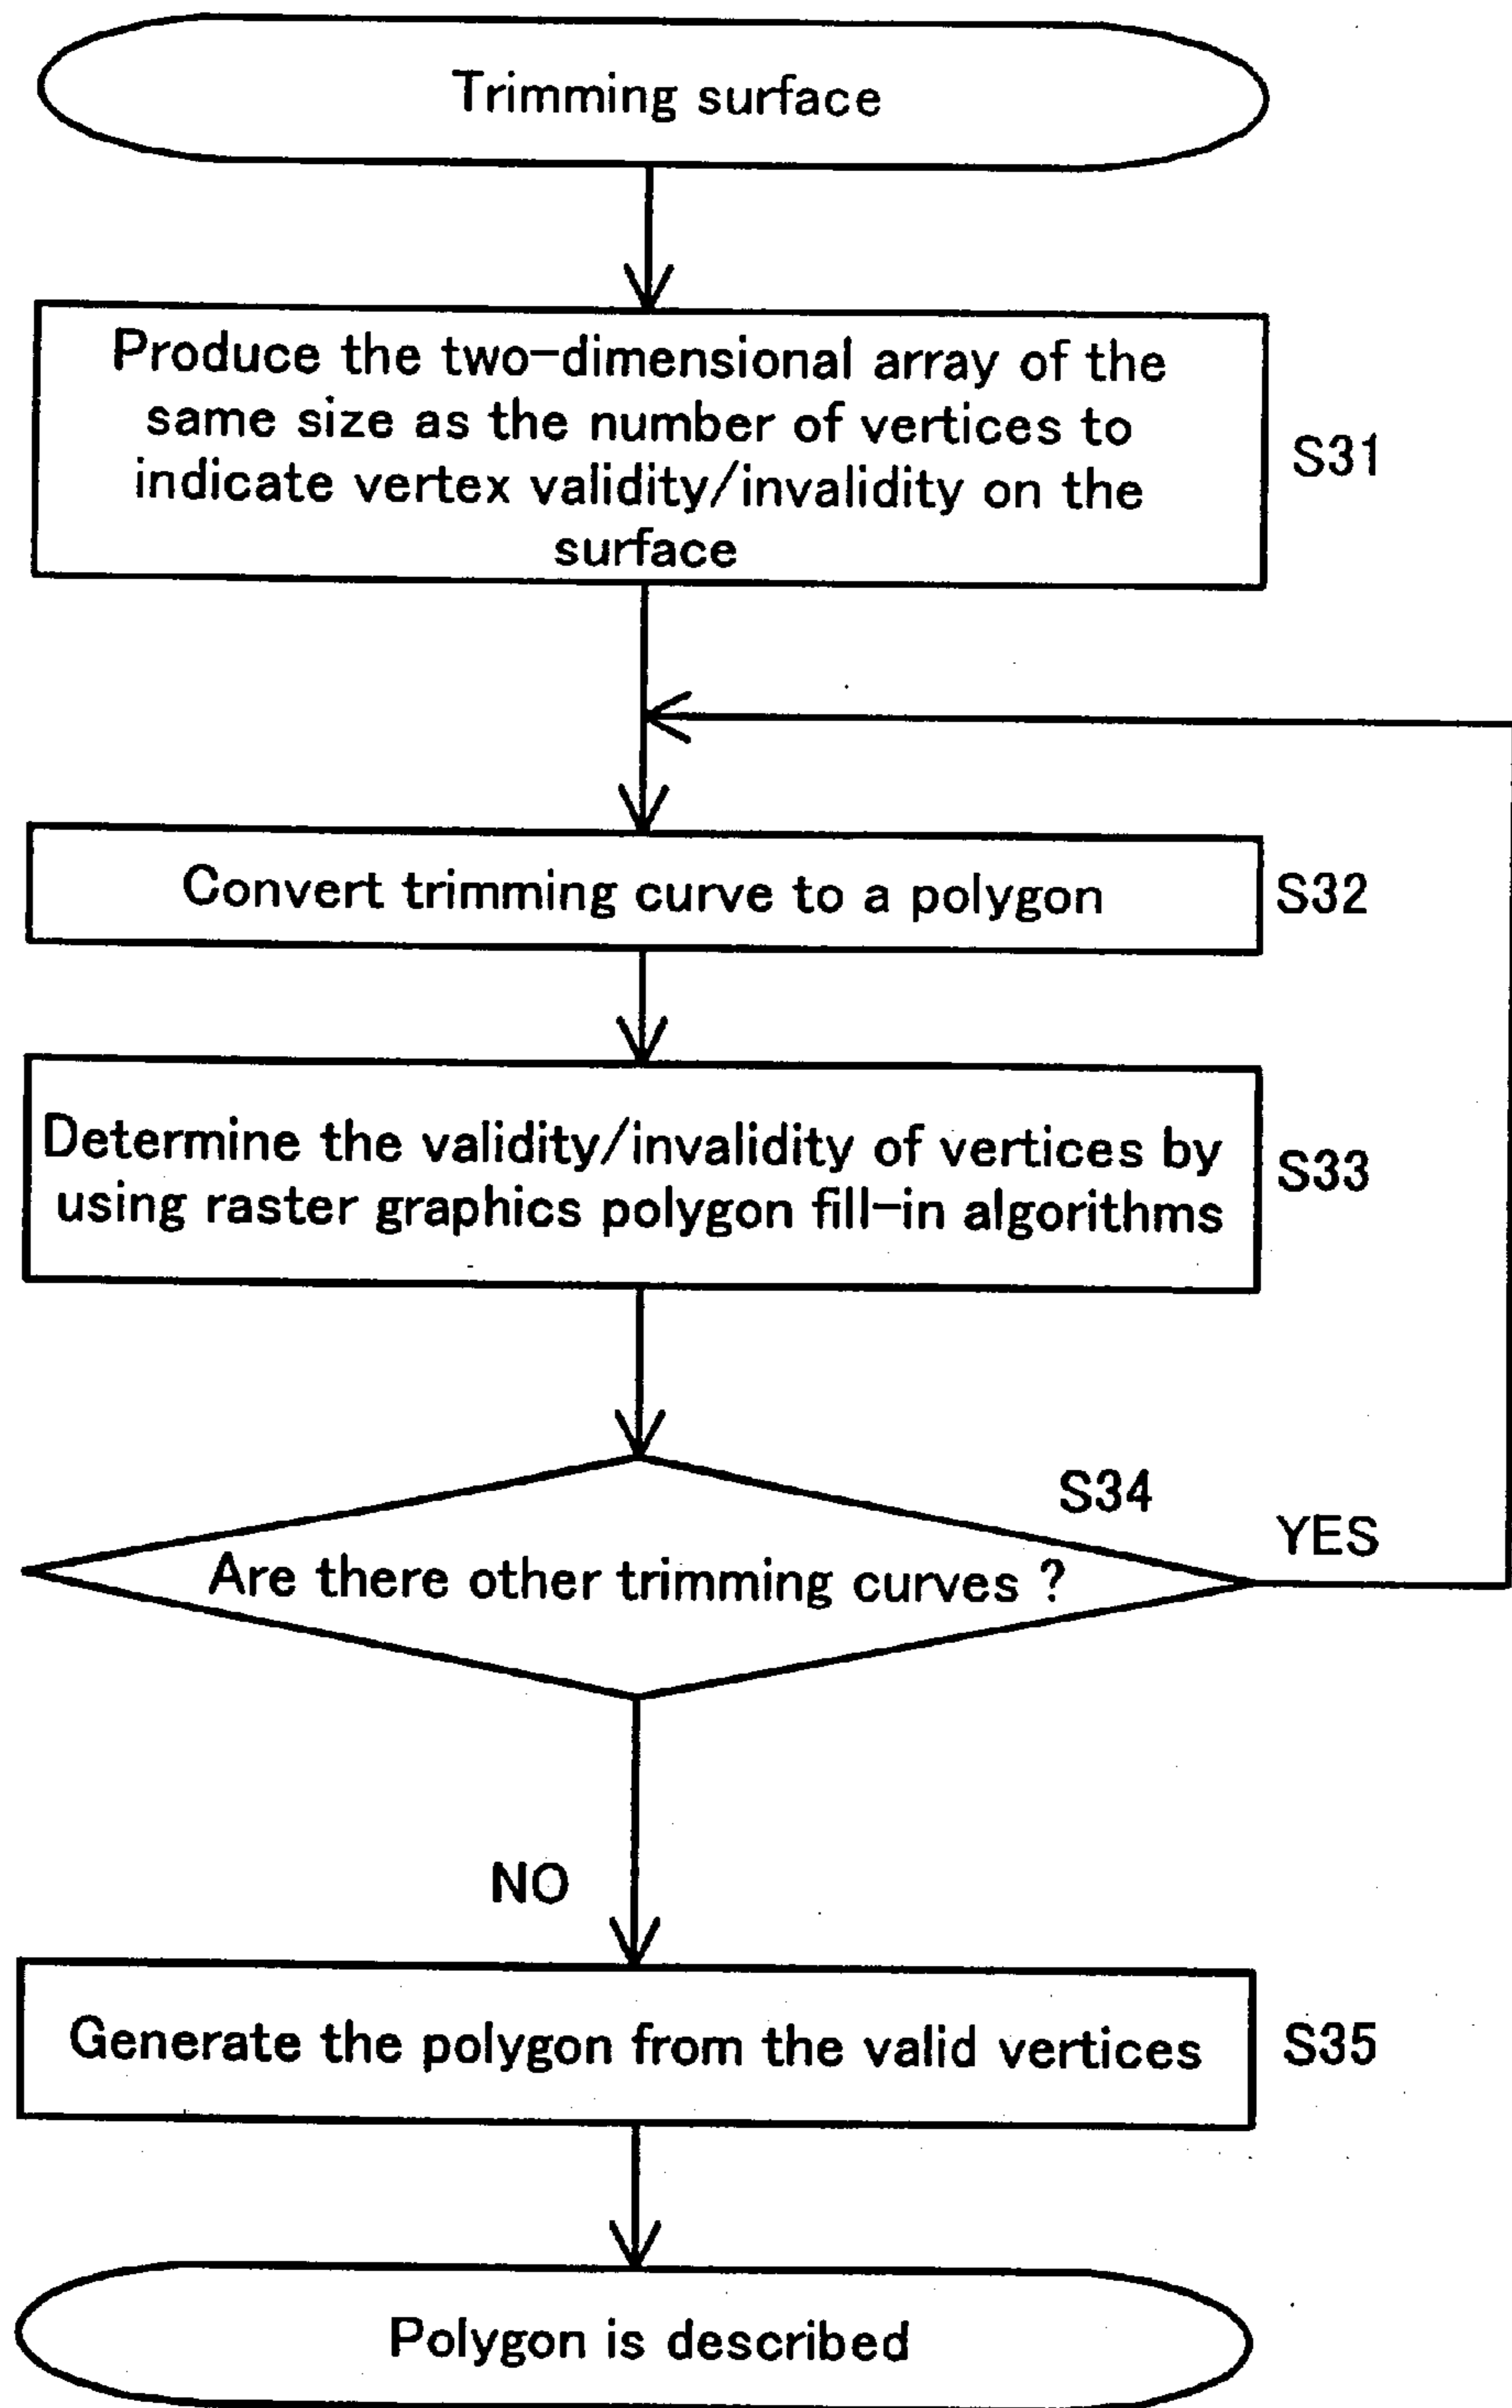 Trimming surface
Produce the two-dimensional array of the
same size as the number of vertices to
indicate vertex validity/invalidity on the
surface
S31
Convert trimming curve to a polygon
S32
Determine the validity/invalidity of vertices by
using raster graphics polygon fill-in algorithms
S33
S34
YES
Are there other trimming curves ?
NO
Generate the polygon from the valid vertices
S35
Polygon is described